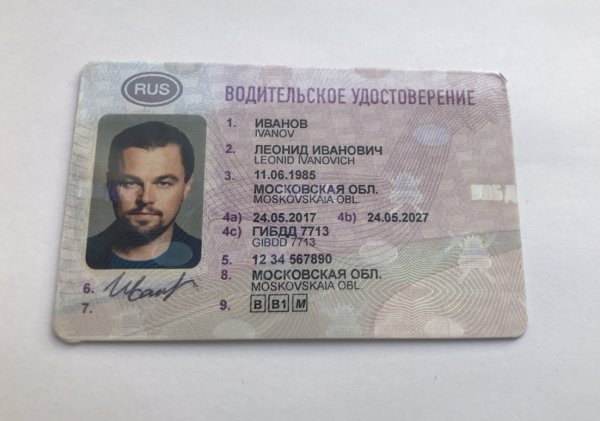 RUS
ВОДИТЕЛЬСКОЕ УДОСТОВЕРЕНИЕ
1. ИВАНОВ
IVANOV
2. ЛЕОНИД ИВАНОВИЧ
LEONID IVANOVICH
3. 11.06.1985
МОСКОВСКАЯ ОБЛ.
MOSKOVSKAIA OBL.
4a) 24.05.2017 4b) 24.05.2027
4c) ГИБДД 7713
GIBDD 7713
5. 12 34 567890
8. МОСКОВСКАЯ ОБЛ.
MOSKOVSKAIA OBL.
6.
7.
9. B B1 M